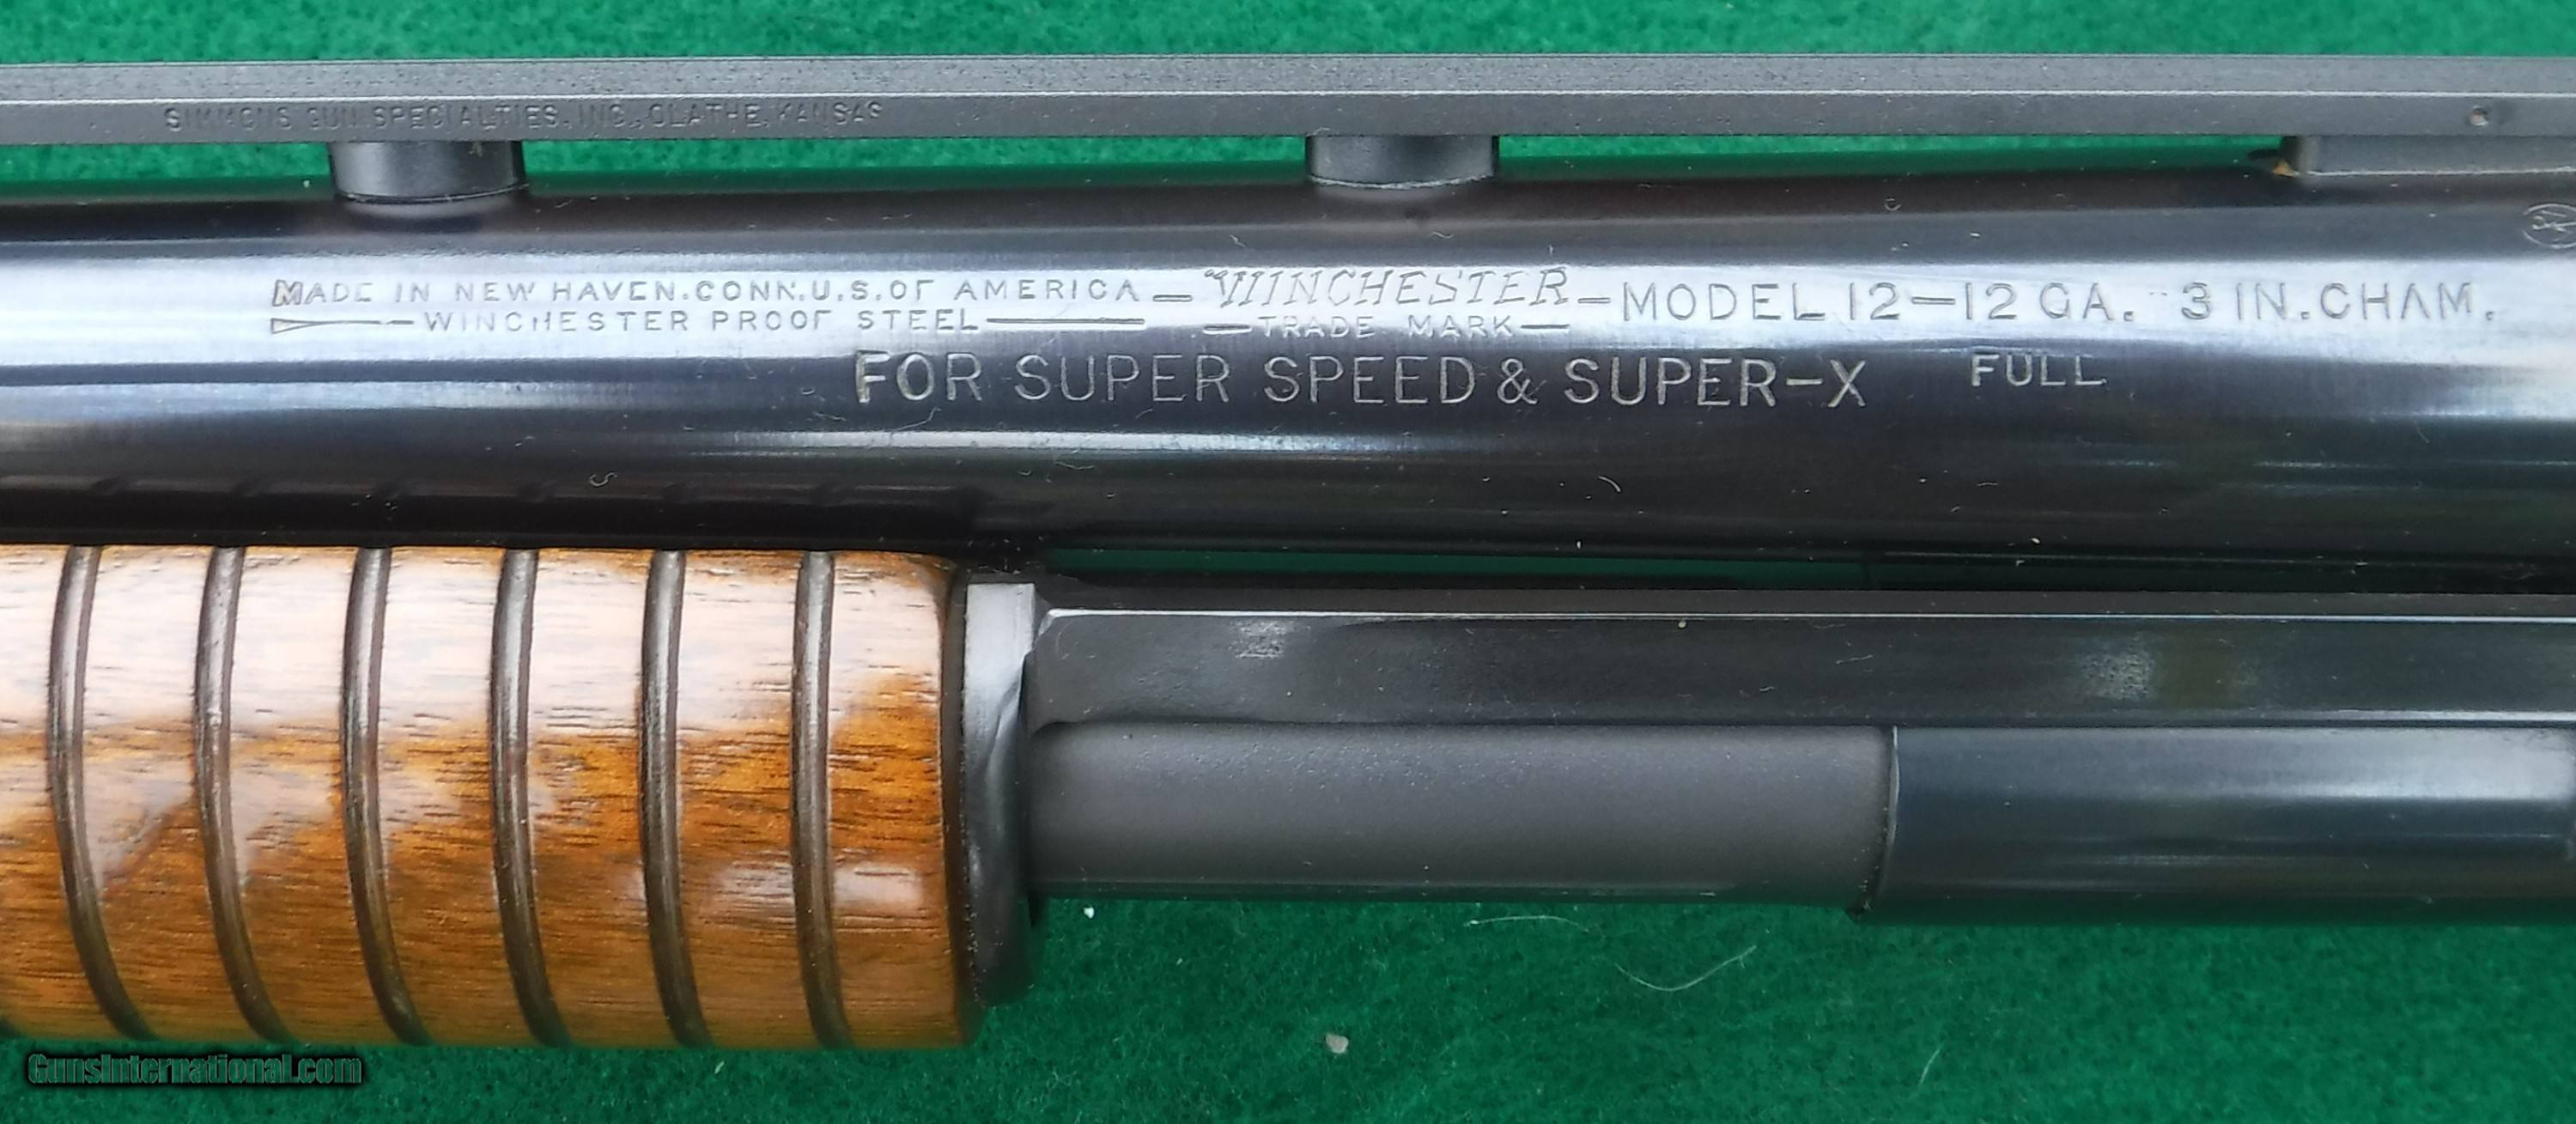 SIMMONS GUN SPECIALTIES, INC., OLATHE, KANSAS
MADE IN NEW HAVEN. CONN. U.S. OF AMERICA — WINCHESTER — MODEL 12 — 12 GA. 3 IN. CHAM.
WINCHESTER PROOF STEEL — TRADE MARK —
FOR SUPER SPEED & SUPER-X FULL
GunsInternational.com